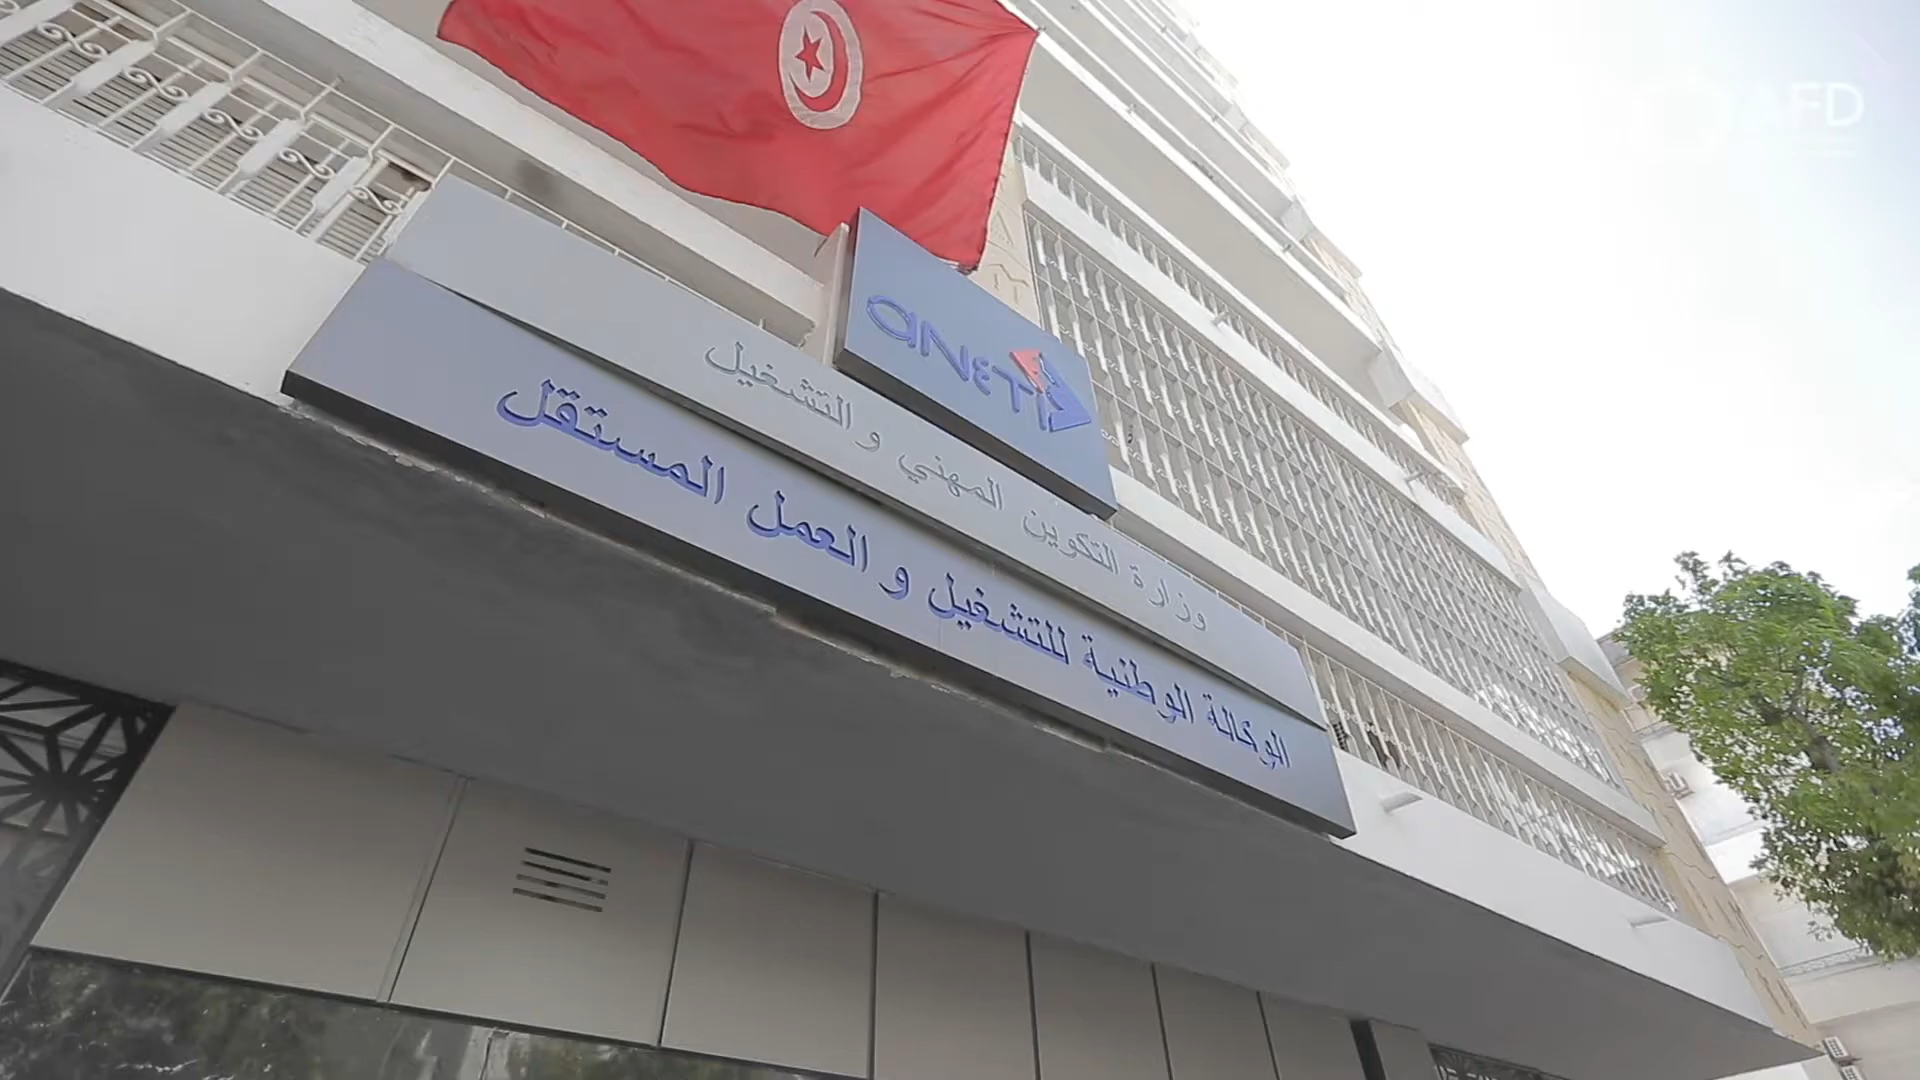 AFD
aneti
وزارة التكوين المهني و التشغيل
الوكالة الوطنية للتشغيل و العمل المستقل